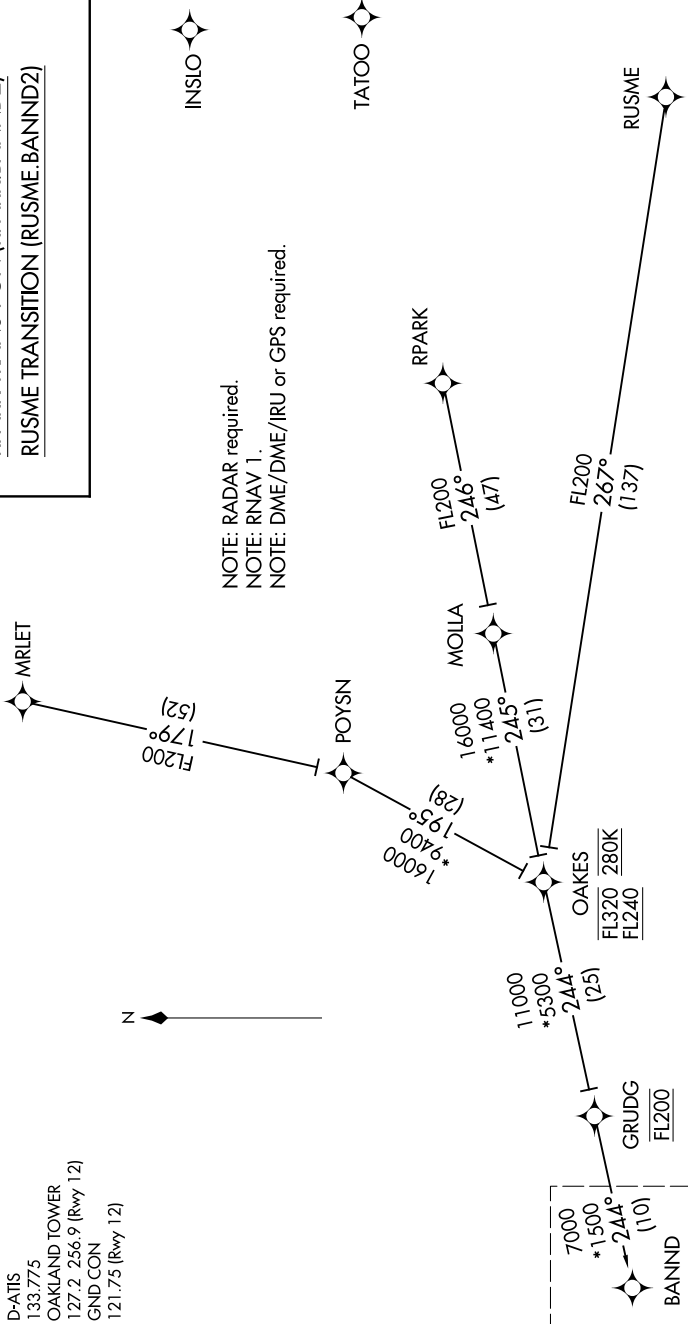 RUSME TRANSITION (RUSME.BANND2)
D-ATIS
133.775
OAKLAND TOWER
127.2 256.9 (Rwy 12)
GND CON
121.75 (Rwy 12)
N
NOTE: RADAR required.
NOTE: RNAV 1.
NOTE: DME/DME/IRU or GPS required.
INSLO
TATOO
RUSME
RPARK
MRLET
FL200
179°
(52)
POYSN
16000
*9400
195°
(28)
FL200
246°
(47)
MOLLA
16000
*11400
245°
(31)
FL200
267°
(137)
OAKES
FL320 280K
FL240
11000
*5300
244°
(25)
GRUDG
FL200
7000
*1500
244°
(10)
BANND